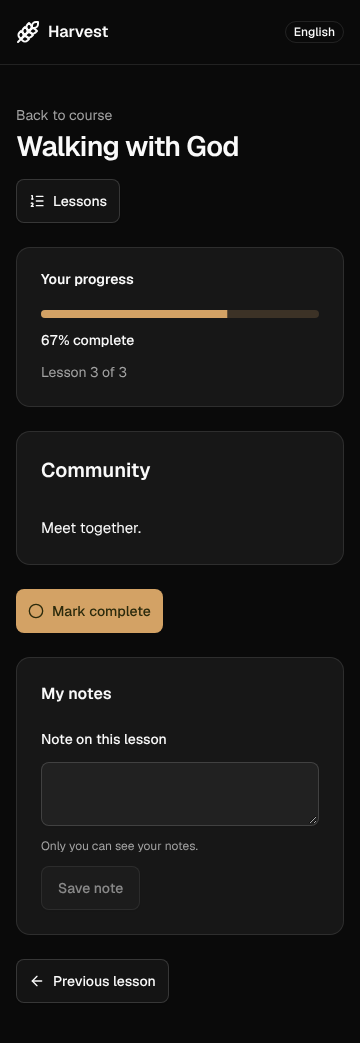 Harvest
English
Back to course
Walking with God
Lessons
Your progress
67% complete
Lesson 3 of 3
Community
Meet together.
Mark complete
My notes
Note on this lesson
Only you can see your notes.
Save note
Previous lesson